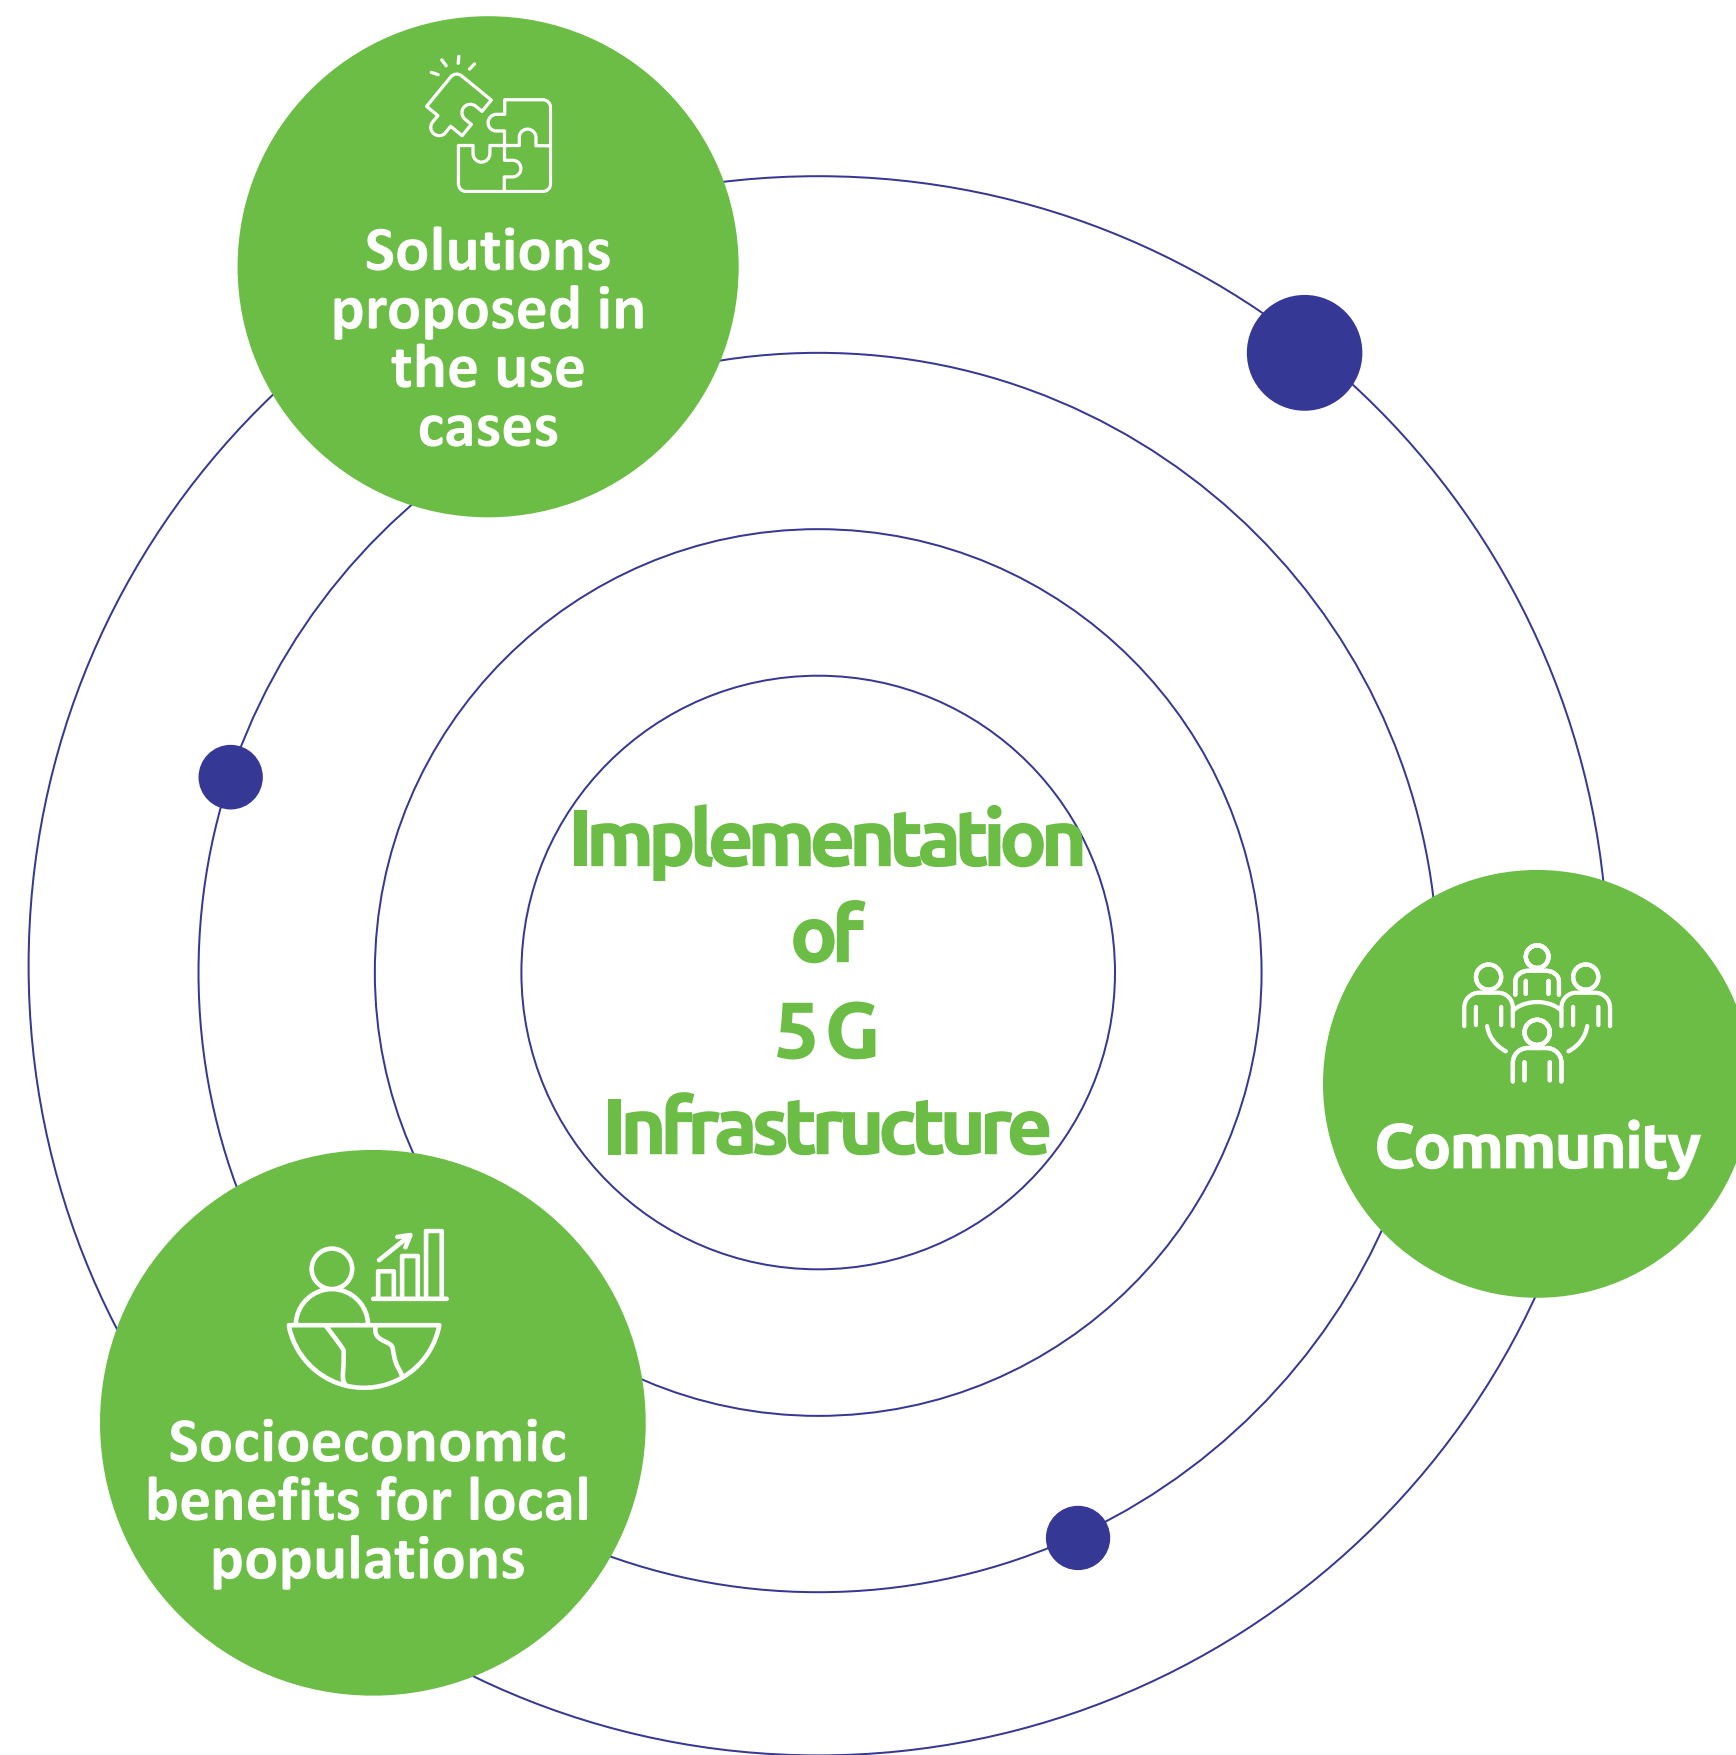 Solutions
proposed in
the use
cases
Implementation
of
5G
Infrastructure
Community
Socioeconomic
benefits for local
populations